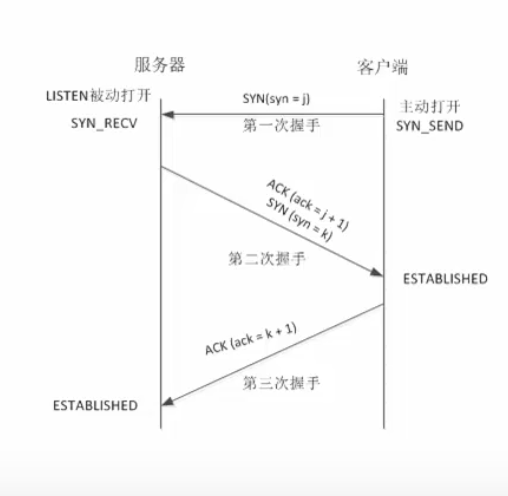 服务器
客户端
LISTEN被动打开
SYN(syn = j)
主动打开
SYN_RECV
第一次握手
SYN_SEND
ACK (ack = j + 1)
SYN (syn = k)
第二次握手
ESTABLISHED
ACK (ack = k + 1)
第三次握手
ESTABLISHED